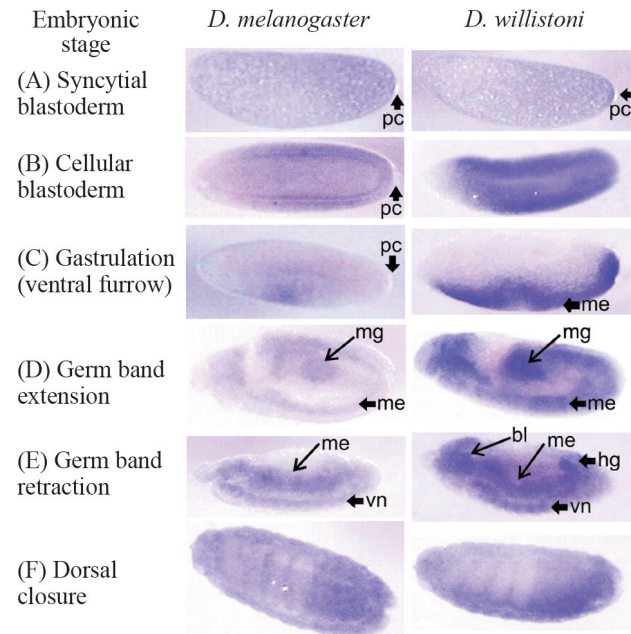 Embryonic
stage
D. melanogaster
D. willistoni
(A) Syncytial
blastoderm
pc
pc
(B) Cellular
blastoderm
pc
(C) Gastrulation
(ventral furrow)
pc
me
(D) Germ band
extension
mg
me
mg
me
(E) Germ band
retraction
me
vn
bl
me
hg
vn
(F) Dorsal
closure